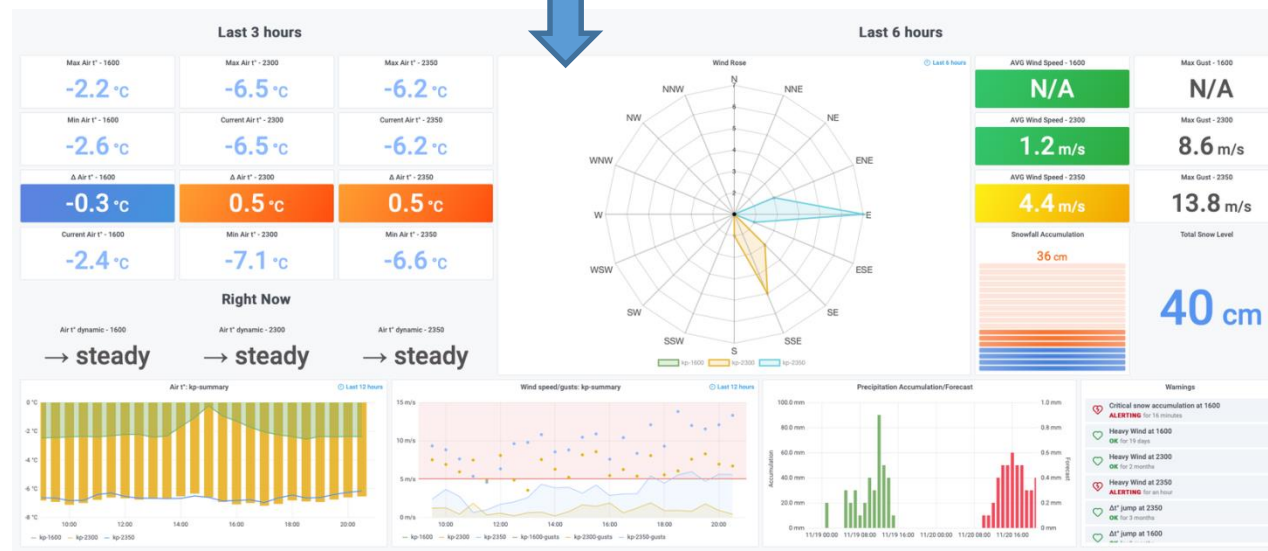 Last 3 hours
Last 6 hours
Max Air t° - 1600
-2.2 °C
Max Air t° - 2300
-6.5 °C
Max Air t° - 2350
-6.2 °C
Min Air t° - 1600
-2.6 °C
Current Air t° - 2300
-6.5 °C
Current Air t° - 2350
-6.2 °C
Δ Air t° - 1600
-0.3 °C
Δ Air t° - 2300
0.5 °C
Δ Air t° - 2350
0.5 °C
Current Air t° - 1600
-2.4 °C
Min Air t° - 2300
-7.1 °C
Min Air t° - 2350
-6.6 °C
Right Now
Air t° dynamic - 1600
→ steady
Air t° dynamic - 2300
→ steady
Air t° dynamic - 2350
→ steady
Wind Rose
Last 6 hours
N
NNE
NE
ENE
E
ESE
SE
SSE
S
SSW
SW
WSW
W
WNW
NW
NNW
7
6
5
4
3
2
kp-1600 kp-2300 kp-2350
AVG Wind Speed - 1600
N/A
Max Gust - 1600
N/A
AVG Wind Speed - 2300
1.2 m/s
Max Gust - 2300
8.6 m/s
AVG Wind Speed - 2350
4.4 m/s
Max Gust - 2350
13.8 m/s
Snowfall Accumulation
36 cm
Total Snow Level
40 cm
Air t°: kp-summary
Last 12 hours
0 °C
-2 °C
-4 °C
-6 °C
-8 °C
10:00 12:00 14:00 16:00 18:00 20:00
kp-1600 kp-2300 kp-2350
Wind speed/gusts: kp-summary
Last 12 hours
15 m/s
10 m/s
5 m/s
0 m/s
10:00 12:00 14:00 16:00 18:00 20:00
kp-1600 kp-2300 kp-2350 kp-1600-gusts kp-2300-gusts kp-2350-gusts
Precipitation Accumulation/Forecast
100.0 mm
80.0 mm
60.0 mm
40.0 mm
20.0 mm
0 mm
Accumulation
1.0 mm
0.8 mm
0.6 mm
0.4 mm
0.2 mm
0 mm
Forecast
11/19 00:00 11/19 08:00 11/19 16:00 11/20 00:00 11/20 08:00 11/20 16:00
Warnings
Critical snow accumulation at 1600
ALERTING for 14 minutes
Heavy Wind at 1600
OK for 19 days
Heavy Wind at 2300
OK for 2 months
Heavy Wind at 2350
ALERTING for an hour
Δt° jump at 2350
OK for 3 months
Δt° jump at 1600